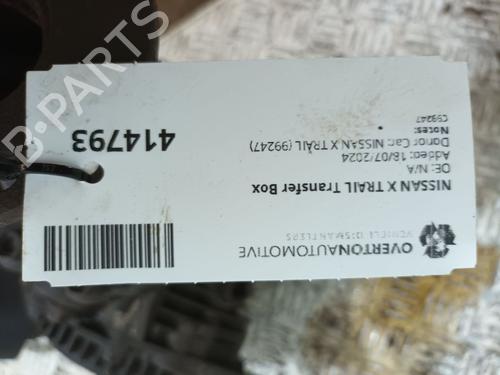 OVERTONAUTOMOTIVE
VEHICLE DISMANTLERS
NISSAN X TRAIL Transfer Box
OE: N/A
Added: 18/07/2024
Donor Car: NISSAN X TRAIL (99247)
Notes:
C99247
414793
B-PARTS